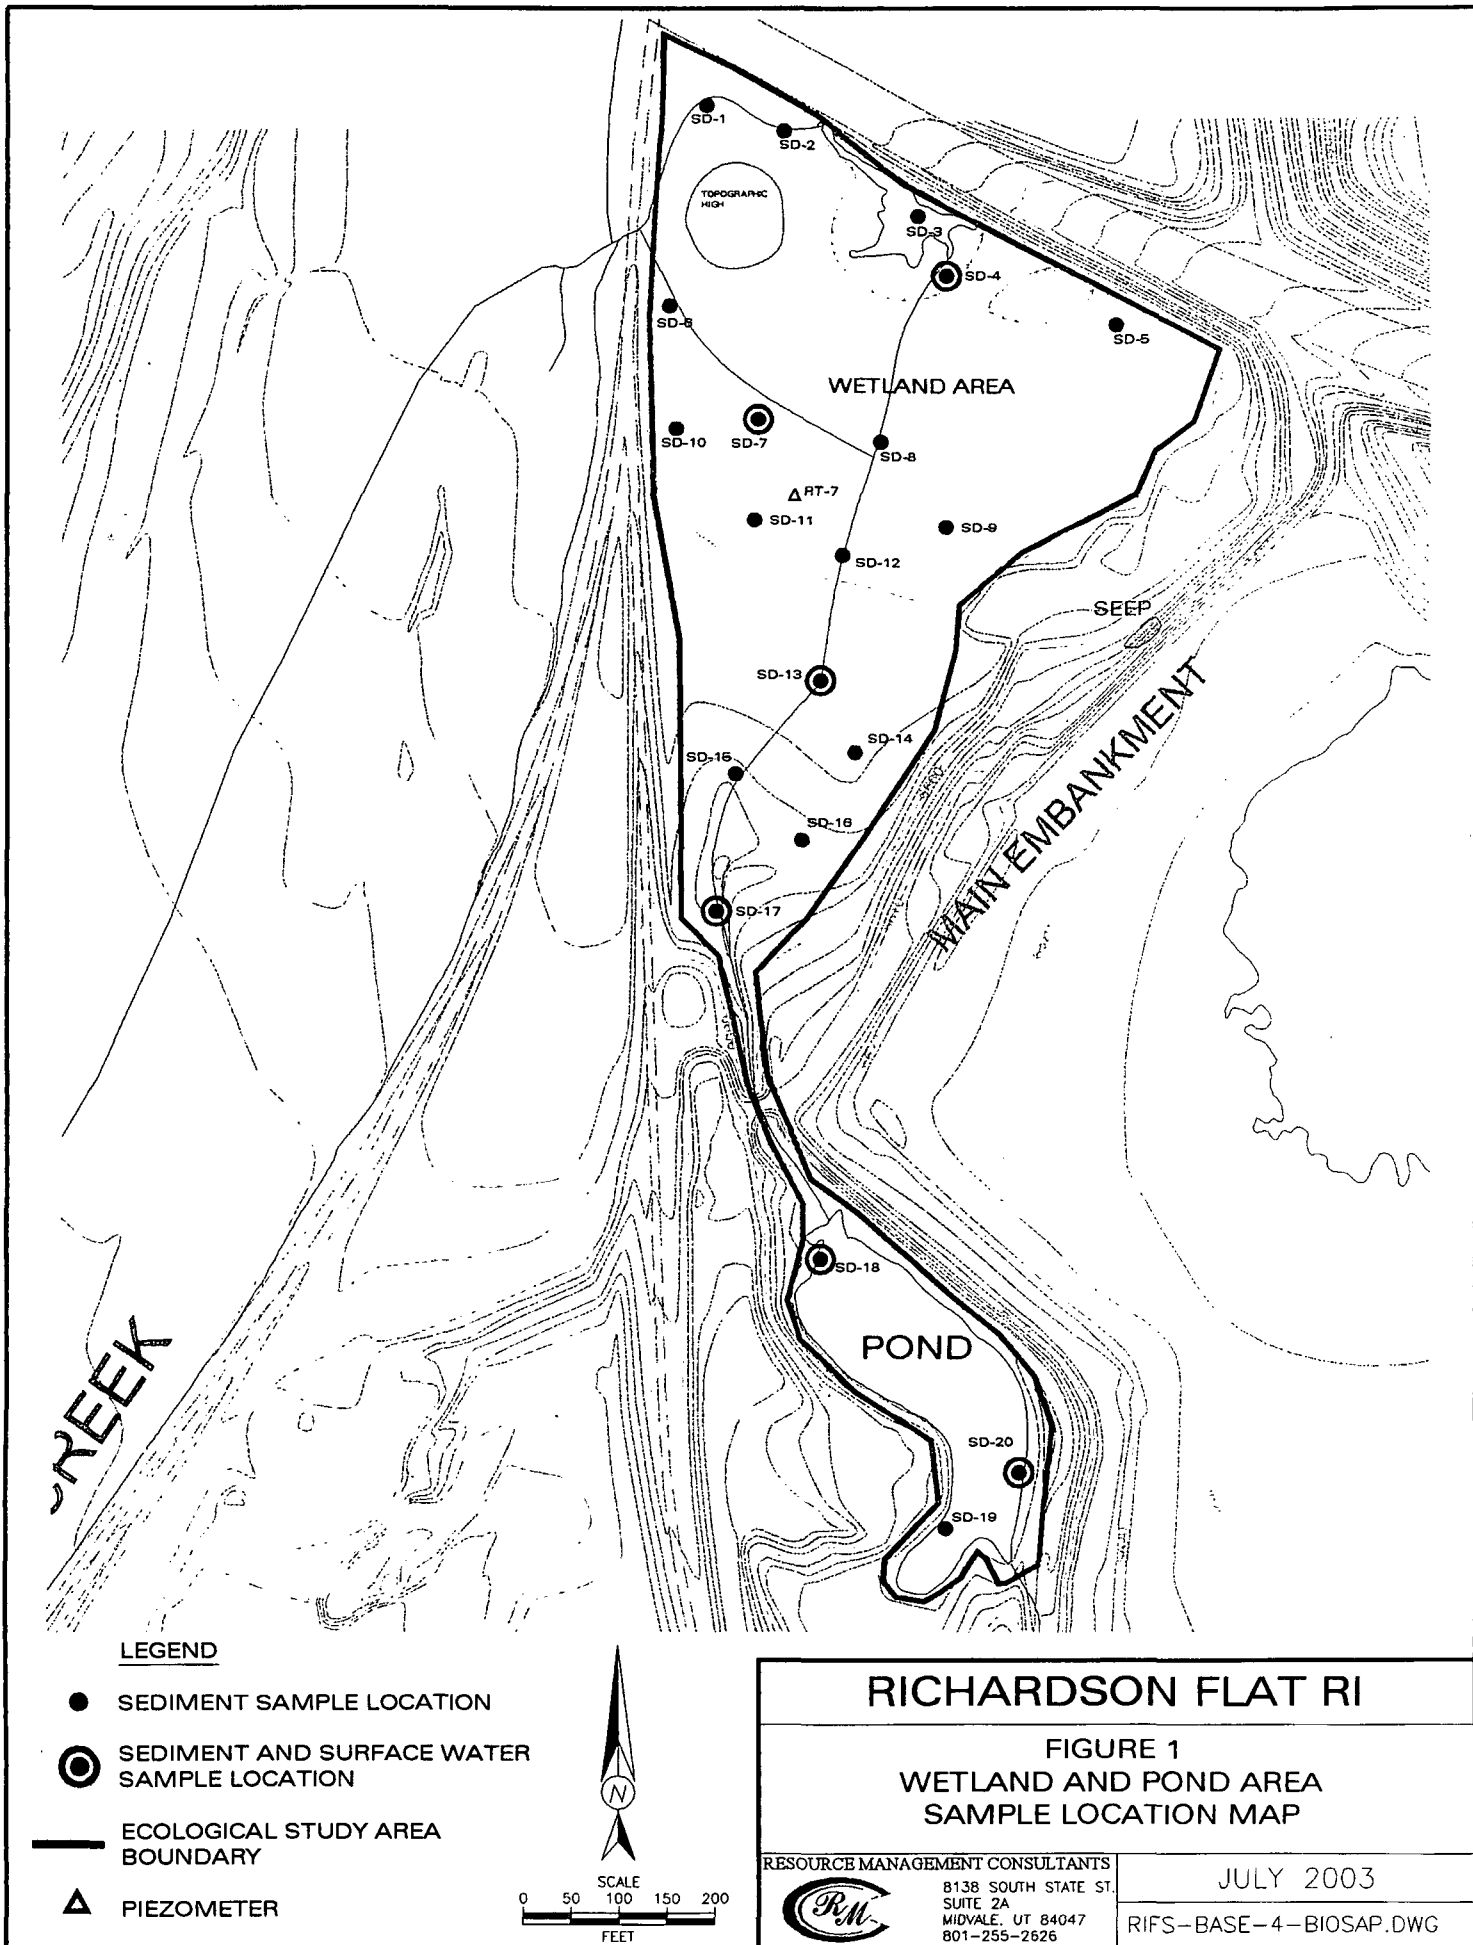 SD-1
SD-2
TOPOGRAPHIC
HIGH
SD-3
SD-4
SD-6
SD-5
WETLAND AREA
SD-10
SD-7
SD-8
RT-7
SD-11
SD-9
SD-12
SEEP
SD-13
SD-14
SD-15
SD-16
MAIN EMBANKMENT
SD-17
SD-18
POND
CREEK
SD-20
SD-19
LEGEND
SEDIMENT SAMPLE LOCATION
SEDIMENT AND SURFACE WATER
SAMPLE LOCATION
ECOLOGICAL STUDY AREA
BOUNDARY
PIEZOMETER
N
SCALE
0 50 100 150 200
FEET
RICHARDSON FLAT RI
FIGURE 1
WETLAND AND POND AREA
SAMPLE LOCATION MAP
RESOURCE MANAGEMENT CONSULTANTS
RM
8138 SOUTH STATE ST.
SUITE 2A
MIDVALE, UT 84047
801-255-2626
JULY 2003
RIFS-BASE-4-BIOSAP.DWG